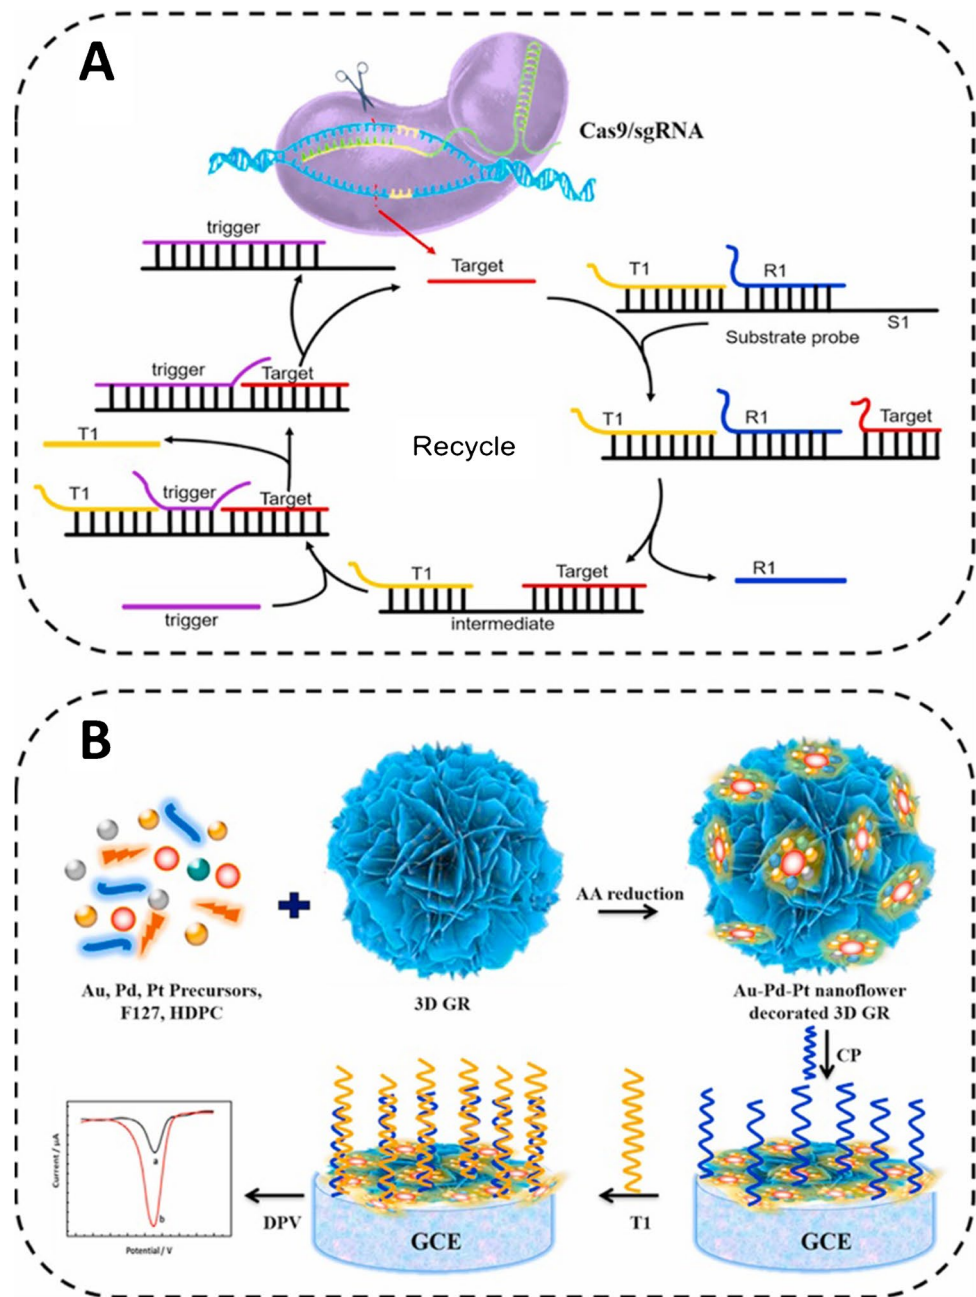 A
Cas9/sgRNA
trigger
Target
T1
R1
S1
Substrate probe
trigger
Target
T1
R1
Target
T1
Recycle
T1
trigger
Target
T1
Target
R1
intermediate
trigger
B
AA reduction
Au, Pd, Pt Precursors,
F127, HDPC
3D GR
Au-Pd-Pt nanoflower
decorated 3D GR
CP
Current / µA
a
b
Potential / V
DPV
GCE
T1
GCE